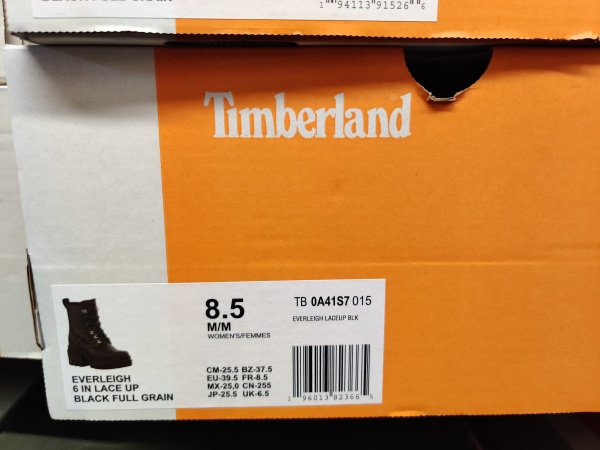 1 94113 91526 6
Timberland
8.5
M/M
WOMEN'S/FEMMES
TB 0A41S7 015
EVERLEIGH LACEUP BLK
CM-25.5 BZ-37.5
EU-39.5 FR-8.5
MX-25,0 CN-255
JP-25.5 UK-6.5
EVERLEIGH
6 IN LACE UP
BLACK FULL GRAIN
1 96013 82366 5